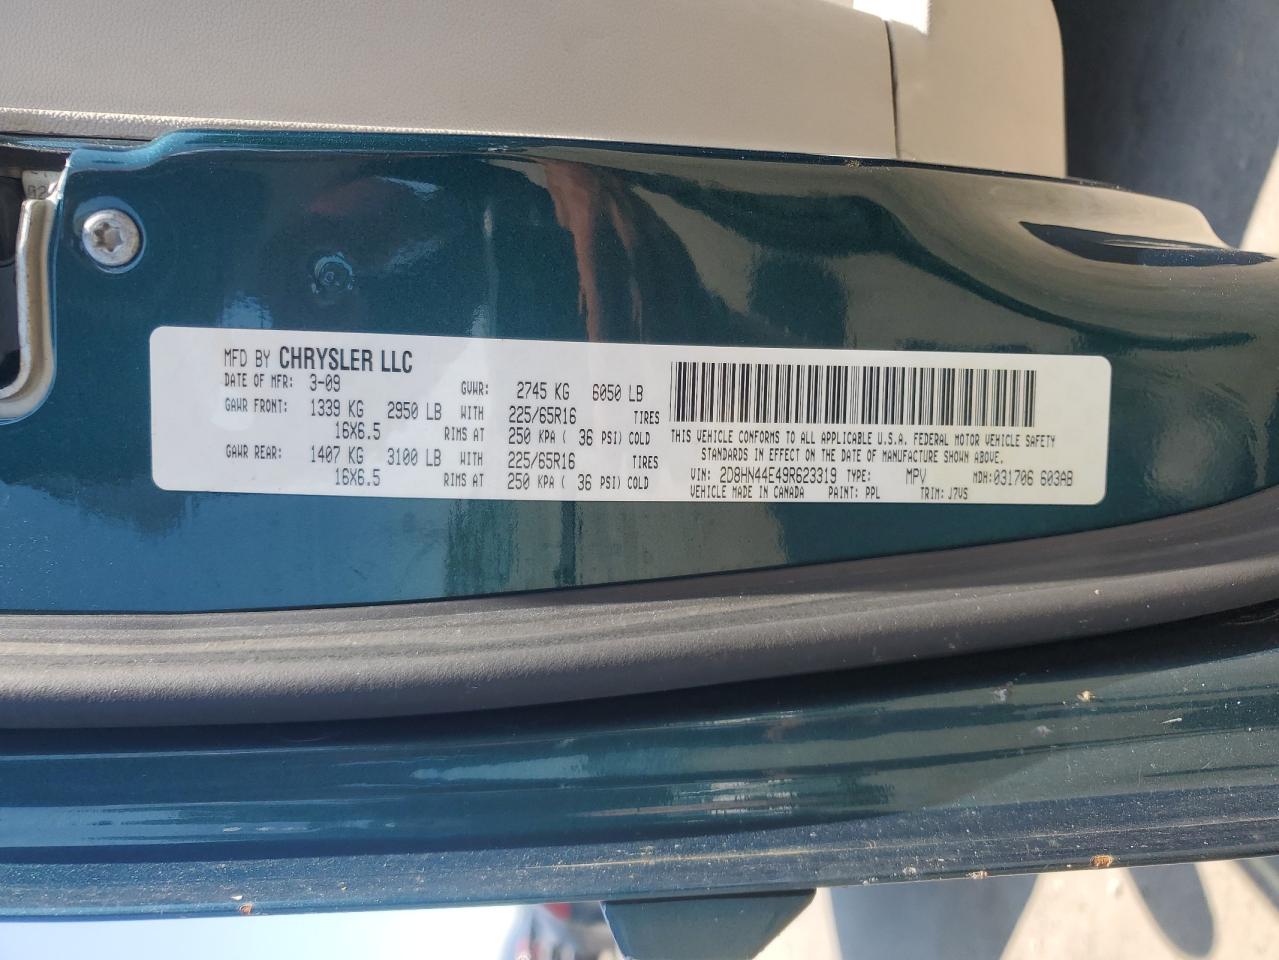 MFD BY CHRYSLER LLC
DATE OF MFR: 3-09 GVWR: 2745 KG 6050 LB
GAWR FRONT: 1339 KG 2950 LB WITH 225/65R16 TIRES
16X6.5 RIMS AT 250 KPA ( 36 PSI) COLD
GAWR REAR: 1407 KG 3100 LB WITH 225/65R16 TIRES
16X6.5 RIMS AT 250 KPA ( 36 PSI) COLD
THIS VEHICLE CONFORMS TO ALL APPLICABLE U.S.A. FEDERAL MOTOR VEHICLE SAFETY
STANDARDS IN EFFECT ON THE DATE OF MANUFACTURE SHOWN ABOVE.
VIN: 2D8HN44E49R623319 TYPE: MPV MDH:031706 603AB
VEHICLE MADE IN CANADA PAINT: PPL TRIM: J7VS